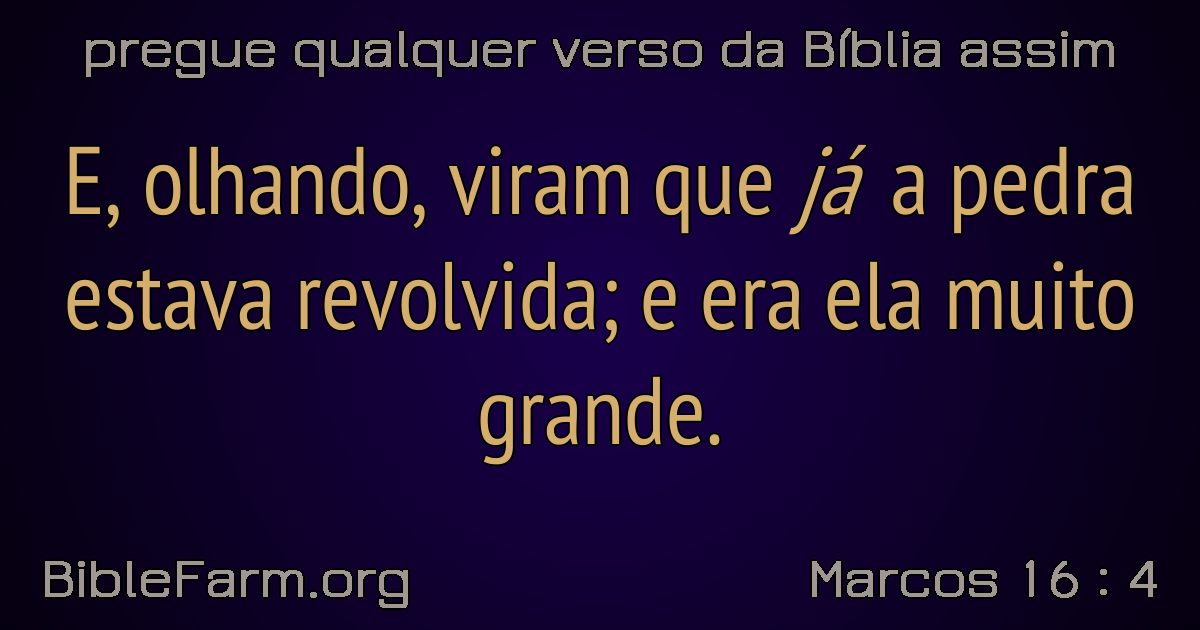 pregue qualquer verso da Bíblia assim
E, olhando, viram que já a pedra
estava revolvida; e era ela muito
grande.
BibleFarm.org
Marcos 16 : 4